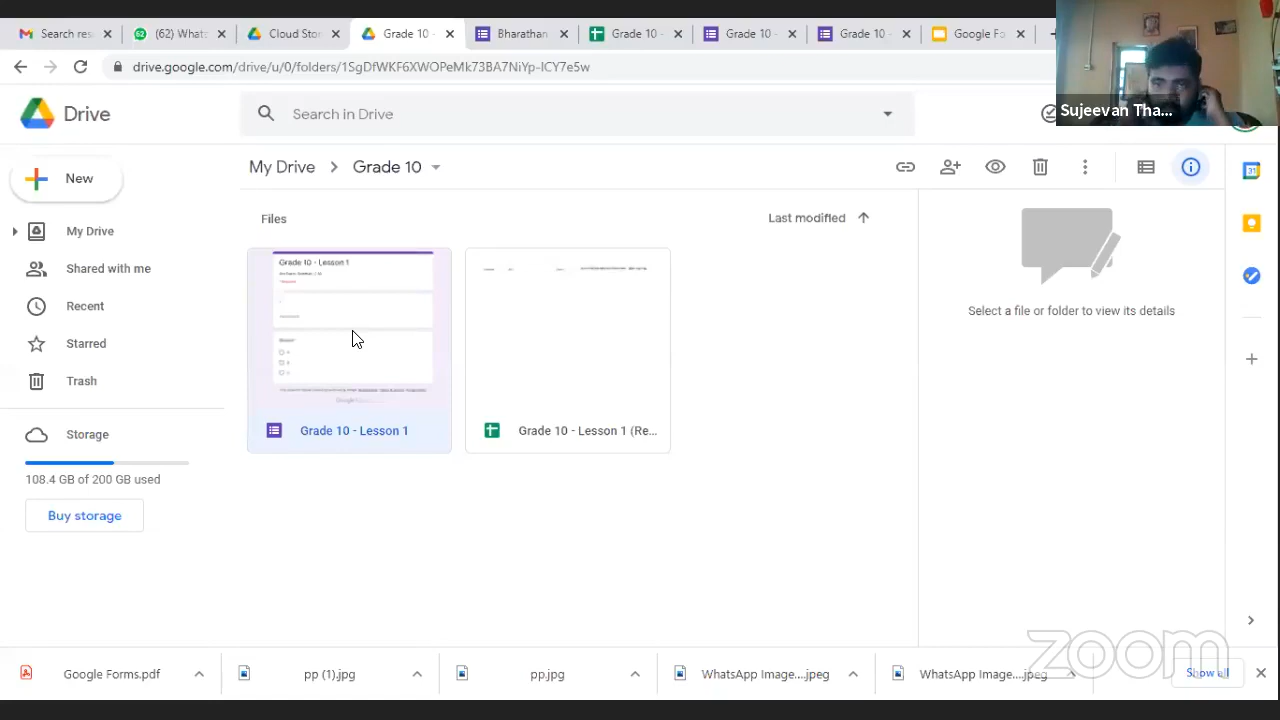 Search res
(62) Whats
Cloud Stor
Grade 10 -
Bharathan
Grade 10 -
Grade 10 -
Grade 10 -
Google Fo
drive.google.com/drive/u/0/folders/1SgDfWKF6XWOPeMk73BA7NiYp-ICY7e5w
Sujeevan Tha...
Drive
Search in Drive
New
My Drive
Grade 10
My Drive
Shared with me
Recent
Starred
Trash
Storage
108.4 GB of 200 GB used
Buy storage
Files
Last modified
Grade 10 - Lesson 1
Grade 10 - Lesson 1
Grade 10 - Lesson 1 (Re...
31
Select a file or folder to view its details
Google Forms.pdf
pp (1).jpg
pp.jpg
WhatsApp Image....jpeg
WhatsApp Image....jpeg
Show all
zoom